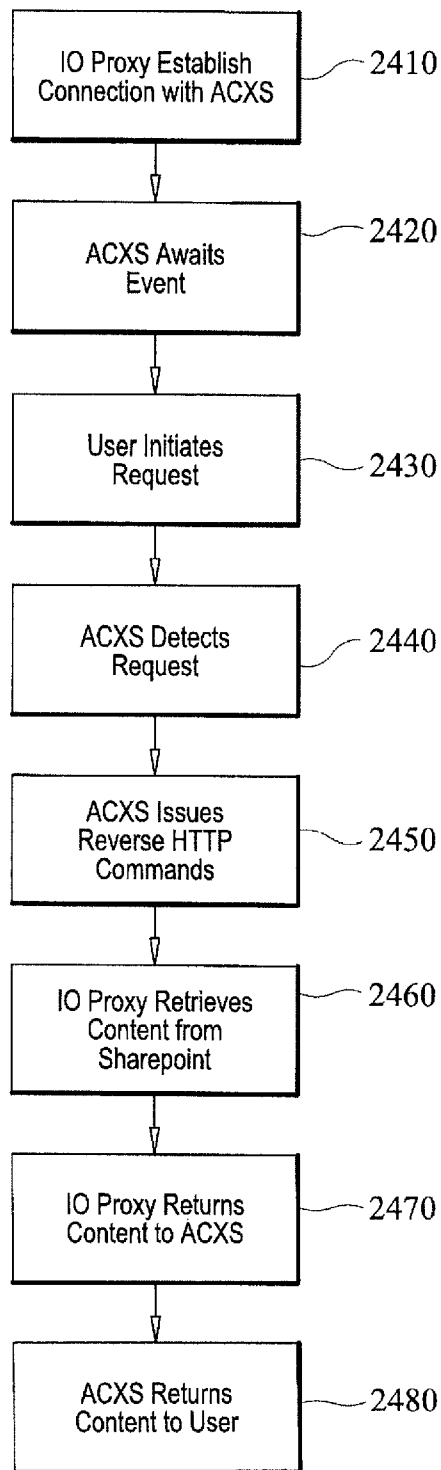 IO Proxy Establish
Connection with ACXS
2410
ACXS Awaits
Event
2420
User Initiates
Request
2430
ACXS Detects
Request
2440
ACXS Issues
Reverse HTTP
Commands
2450
IO Proxy Retrieves
Content from
Sharepoint
2460
IO Proxy Returns
Content to ACXS
2470
ACXS Returns
Content to User
2480